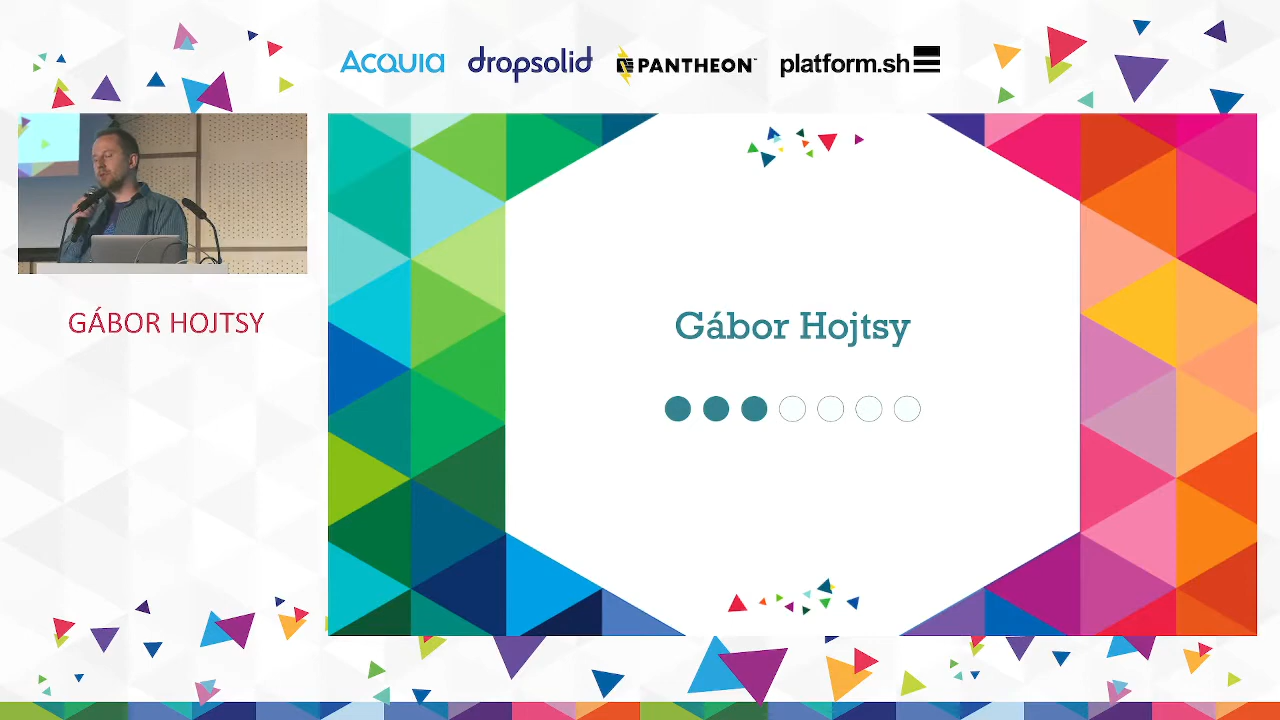 Acquia
dropsolid
PANTHEON
platform.sh
GÁBOR HOJTSY
Gábor Hojtsy